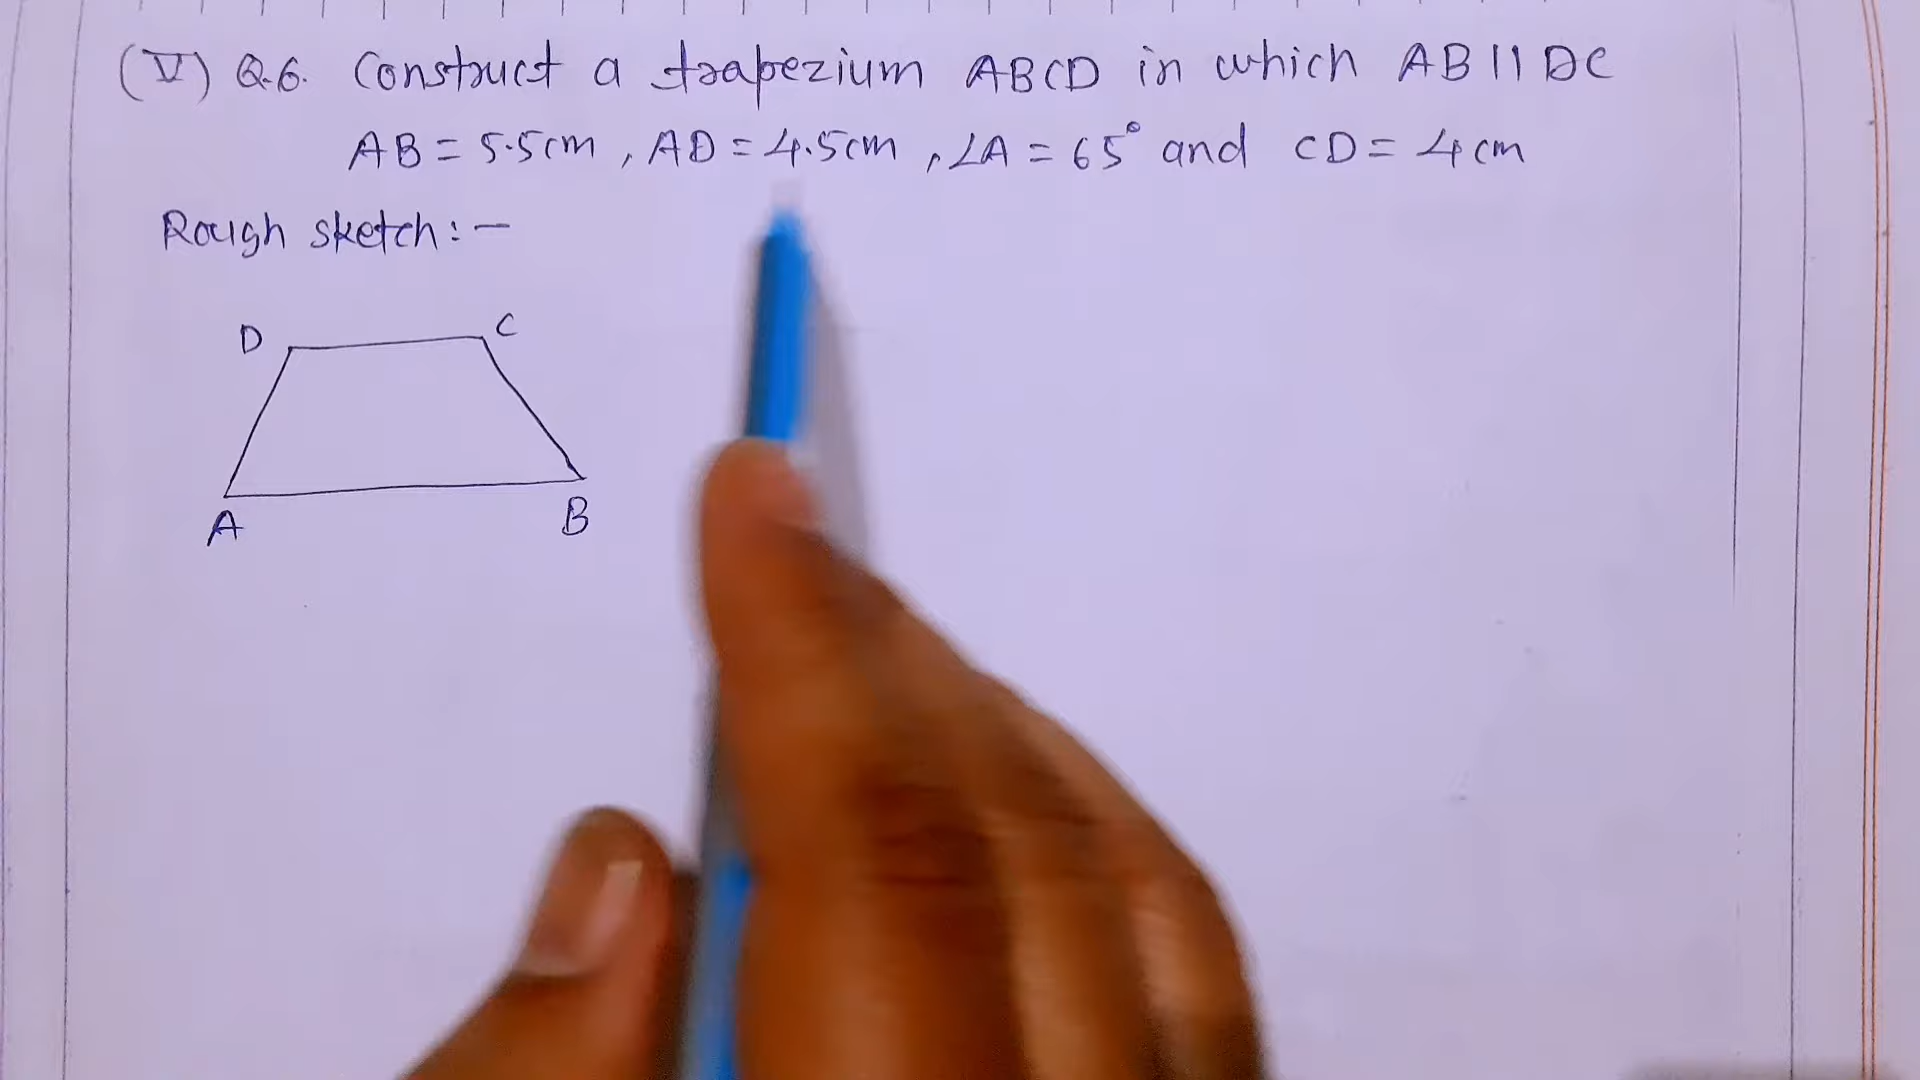 (V) Q.6. Construct a trapezium ABCD in which AB || DC
AB = 5.5cm, AD = 4.5cm, ∠A = 65° and CD = 4cm
Rough sketch:-
D C
A B